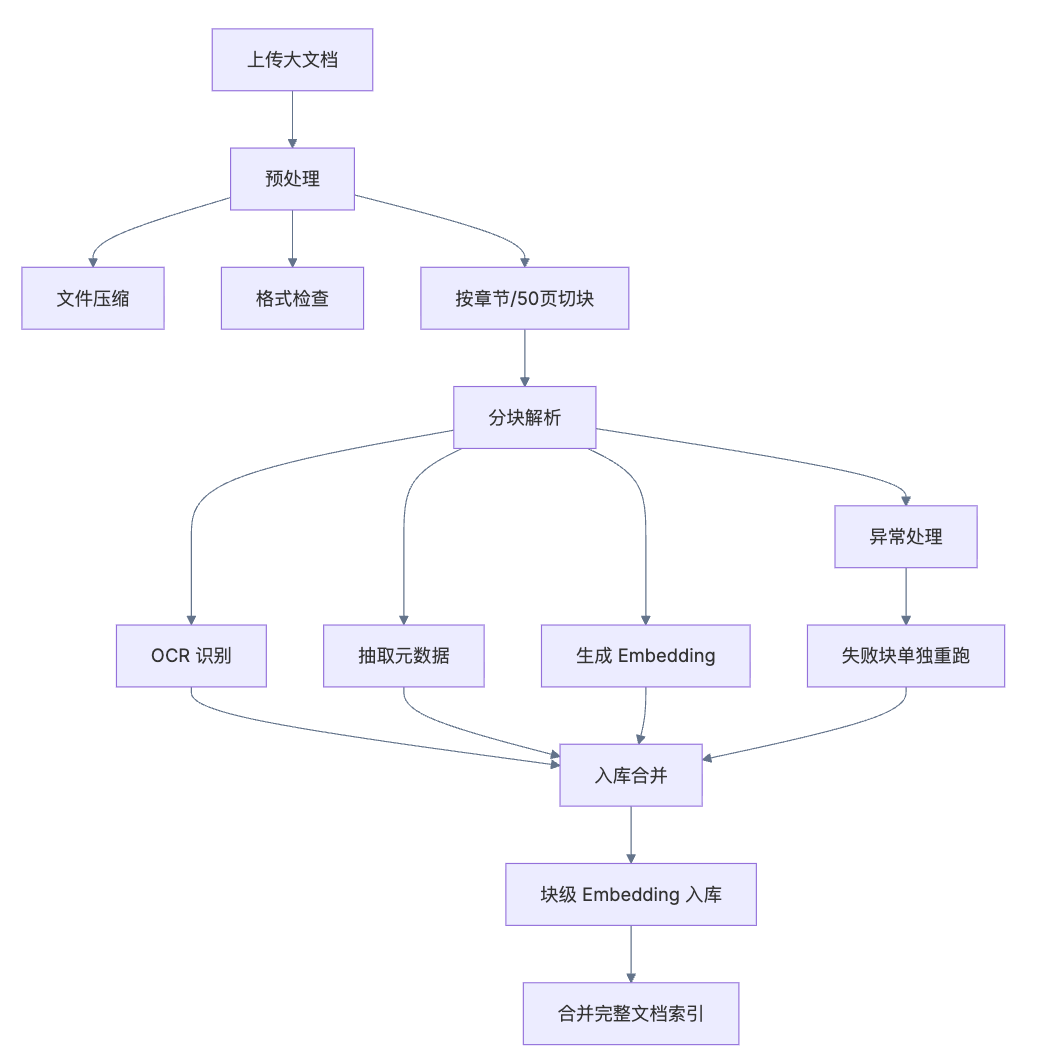 上传大文档
预处理
文件压缩
格式检查
按章节/50页切块
分块解析
异常处理
OCR 识别
抽取元数据
生成 Embedding
失败块单独重跑
入库合并
块级 Embedding 入库
合并完整文档索引